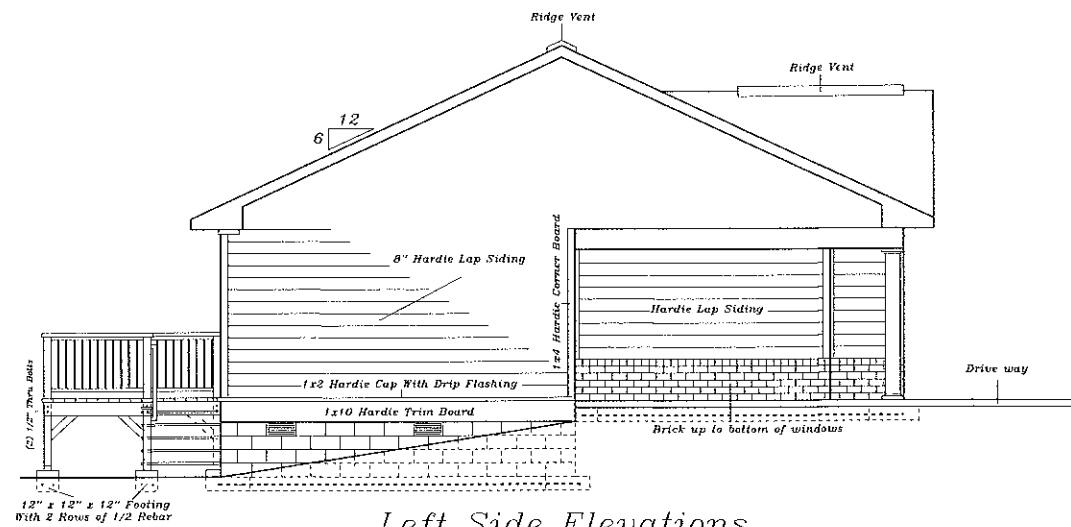 Ridge Vent
Ridge Vent
12
6
8" Hardie Lap Siding
1x4 Hardie Corner Board
Hardie Lap Siding
1x2 Hardie Cap With Drip Flashing
Drive way
1x10 Hardie Trim Board
(2) 1/2" Thru Bolts
Brick up to bottom of windows
12" x 12" x 12" Footing
With 2 Rows of 1/2 Rebar
Left Side Elevations